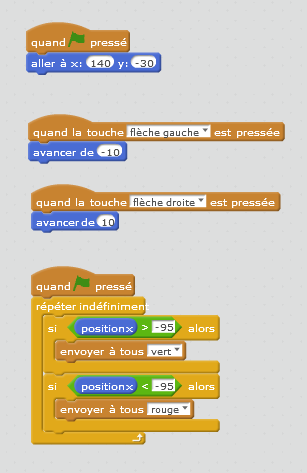 quand pressé
aller à x: 140 y: -30
quand la touche flèche gauche est pressée
avancer de -10
quand la touche flèche droite est pressée
avancer de 10
quand pressé
répéter indéfiniment
si position x > -95 alors
envoyer à tous vert
si position x < -95 alors
envoyer à tous rouge